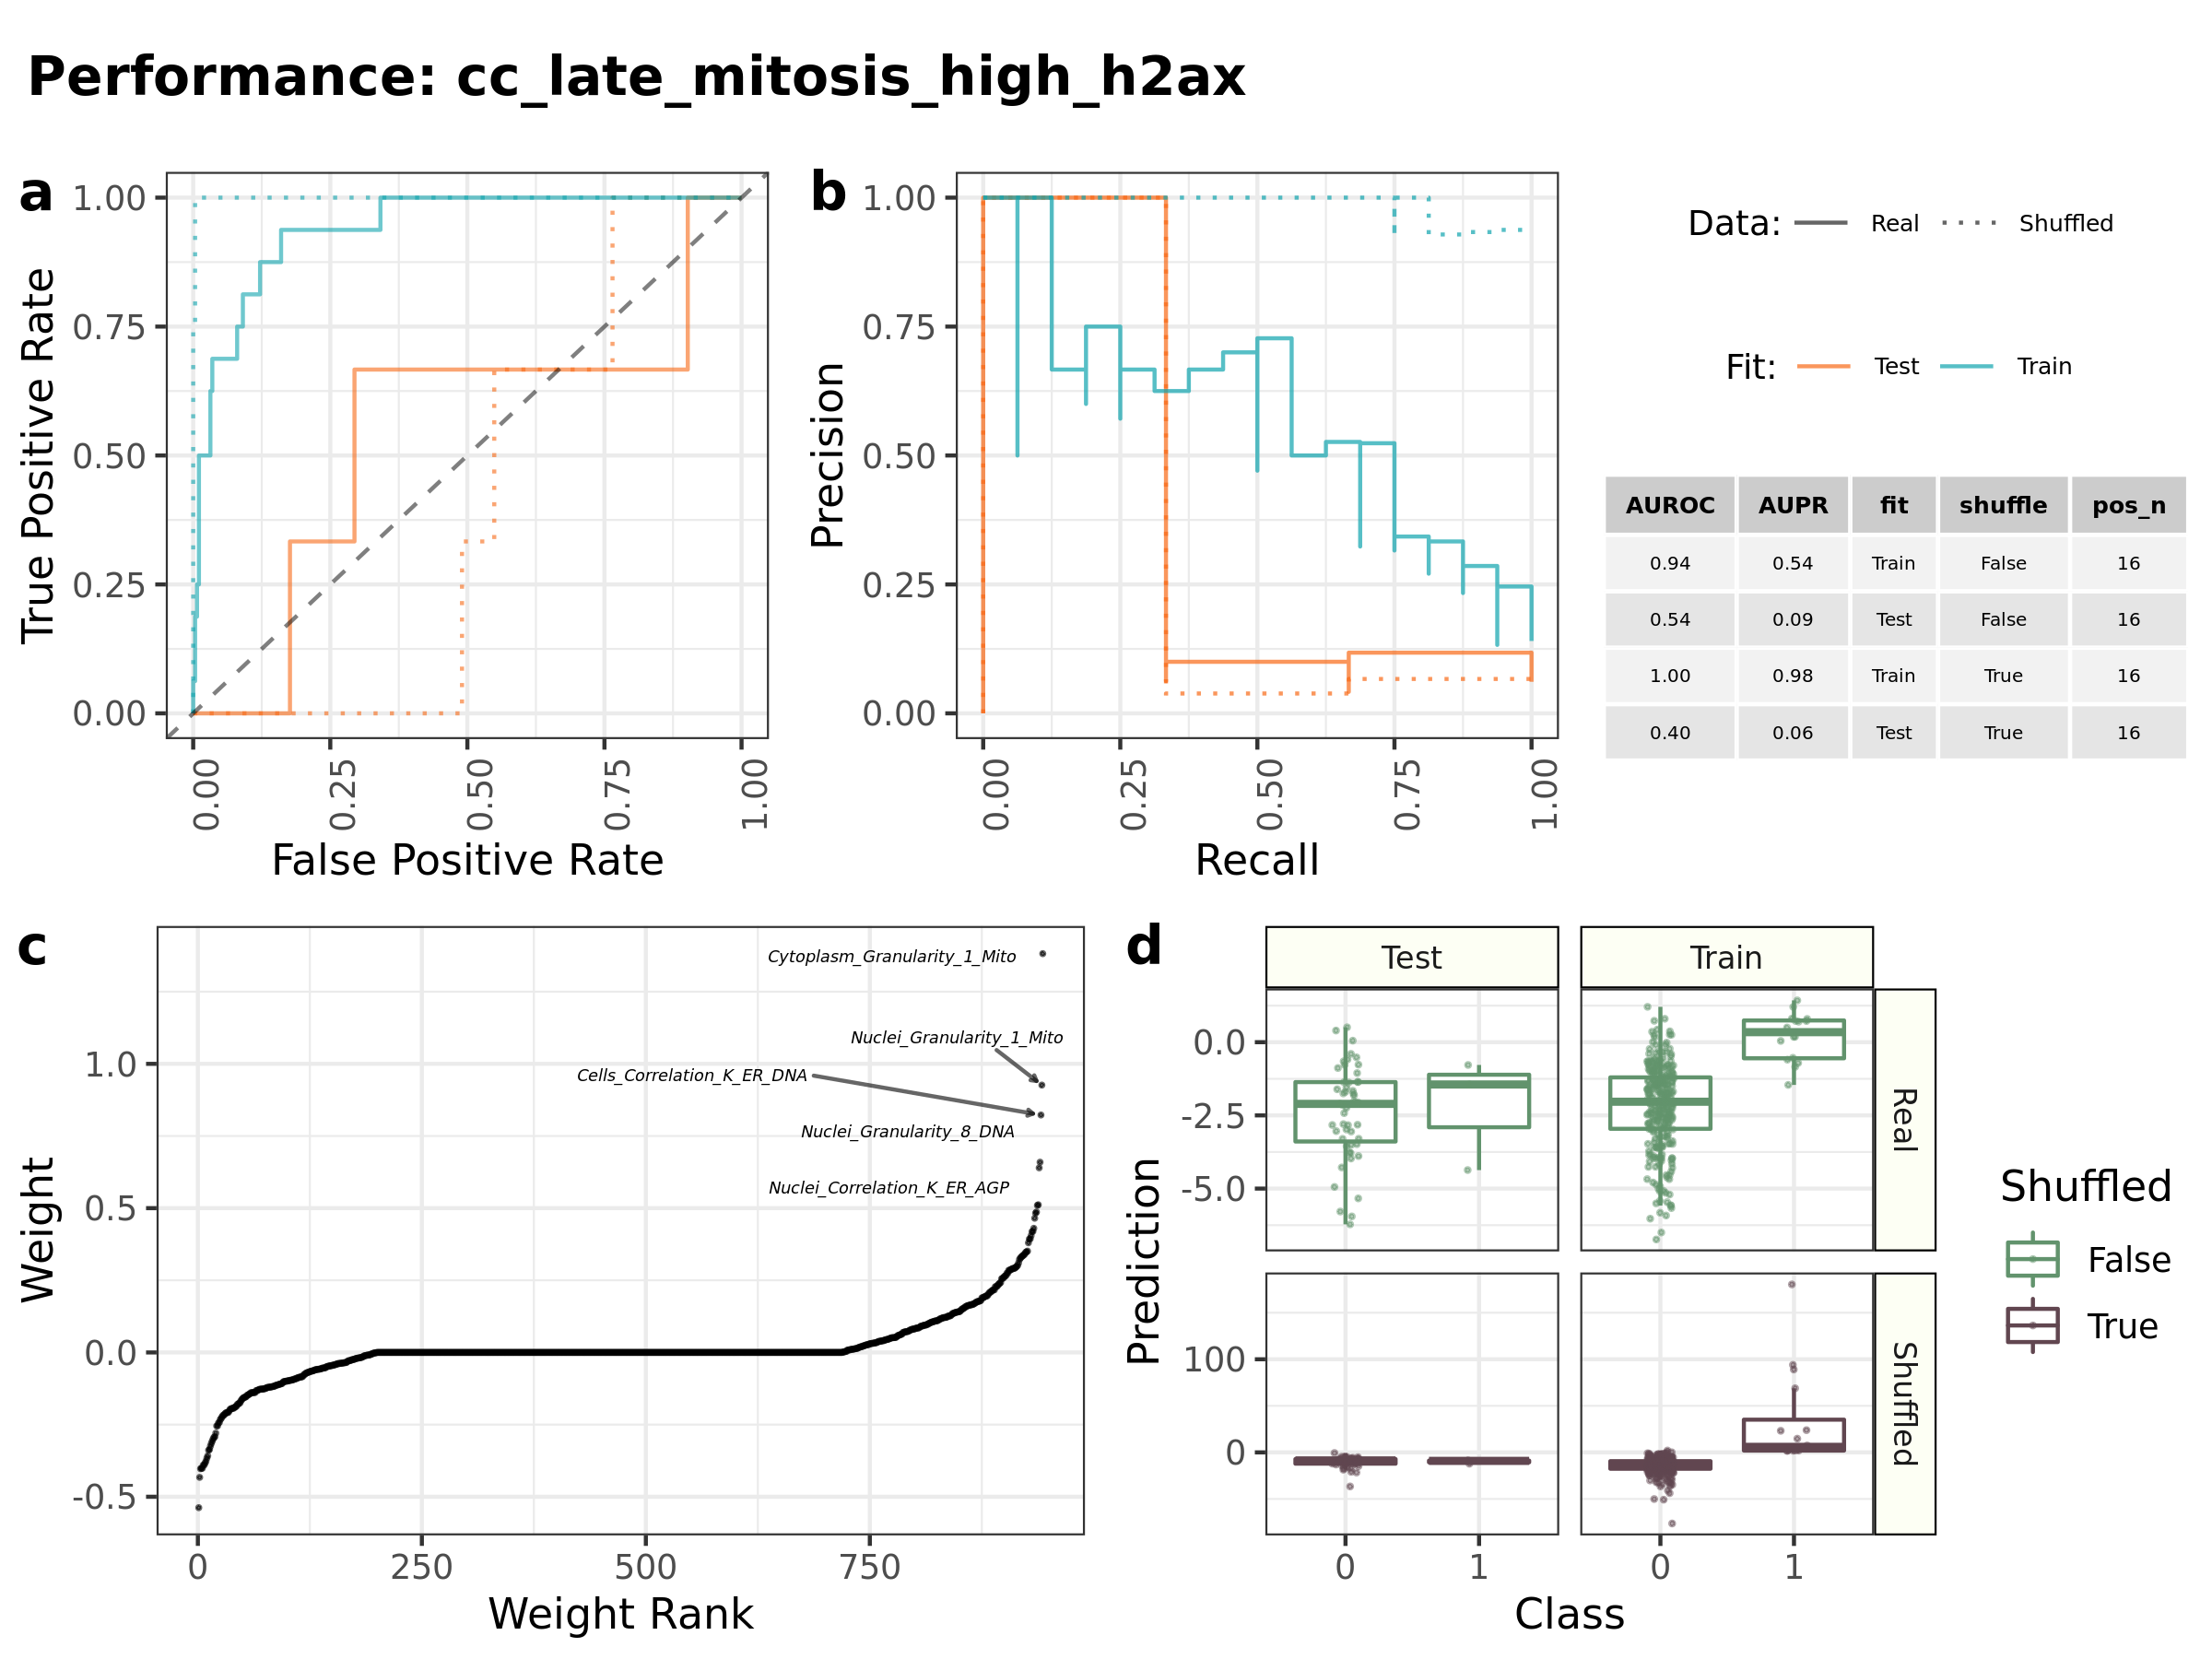 Performance: cc_late_mitosis_high_h2ax
a
1.00
0.75
0.50
0.25
0.00
True Positive Rate
0.00
0.25
0.50
0.75
1.00
False Positive Rate
b
1.00
0.75
0.50
0.25
0.00
Precision
0.00
0.25
0.50
0.75
1.00
Recall
Data: Real Shuffled
Fit: Test Train
AUROC AUPR fit shuffle pos_n
0.94 0.54 Train False 16
0.54 0.09 Test False 16
1.00 0.98 Train True 16
0.40 0.06 Test True 16
c
Cytoplasm_Granularity_1_Mito
Nuclei_Granularity_1_Mito
Cells_Correlation_K_ER_DNA
Nuclei_Granularity_8_DNA
Nuclei_Correlation_K_ER_AGP
1.0
0.5
0.0
-0.5
Weight
0 250 500 750
Weight Rank
d
Test Train
0.0
-2.5
-5.0
Real
100
0
Shuffled
Prediction
0 1 0 1
Class
Shuffled
False
True